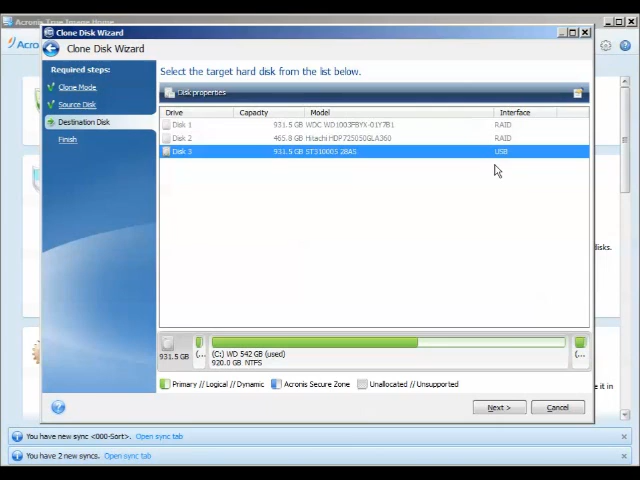 Acronis True Image Home
Clone Disk Wizard
Acro
Clone Disk Wizard
Required steps:
Clone Mode
Source Disk
Destination Disk
Finish
Select the target hard disk from the list below.
Disk properties
Drive Capacity Model Interface
Disk 1 931.5 GB WDC WD1003FBYX-01Y7B1 RAID
Disk 2 465.8 GB Hitachi HDP725050GLA360 RAID
Disk 3 931.5 GB ST31000528AS USB
disks.
931.5 GB
(...
(C:) WD 542 GB (used)
920.0 GB NTFS
(...
Primary // Logical // Dynamic Acronis Secure Zone Unallocated // Unsupported
e it in
Next >
Cancel
You have new sync <000-Sort>. Open sync tab
You have 2 new syncs. Open sync tab